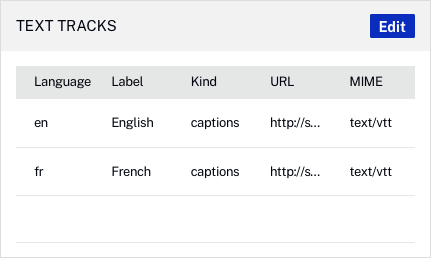 TEXT TRACKS Edit
Language Label Kind URL MIME
en English captions http://s... text/vtt
fr French captions http://s... text/vtt